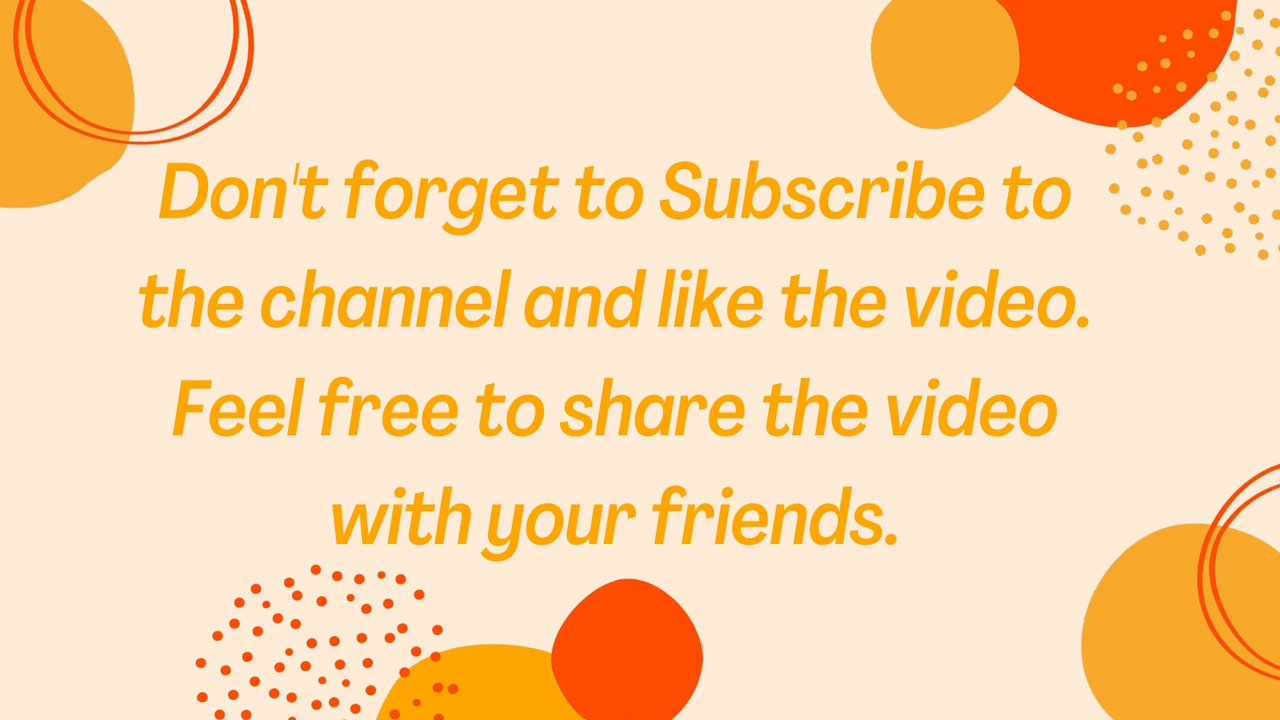 Don't forget to Subscribe to
the channel and like the video.
Feel free to share the video
with your friends.